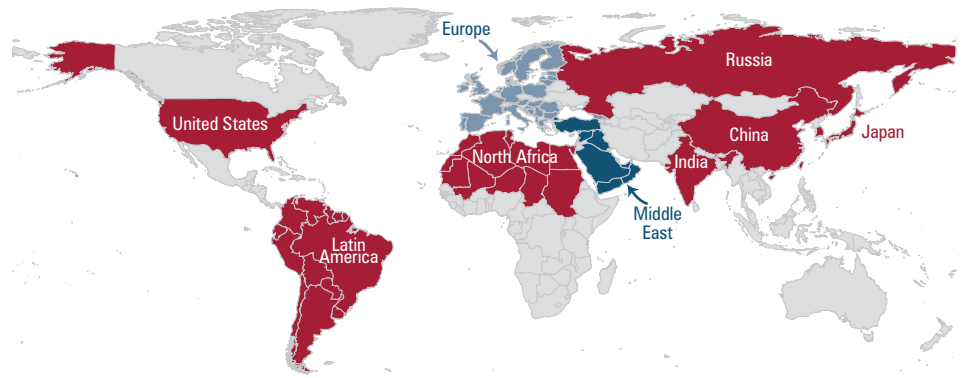 Europe
Russia
United States
China
Japan
North Africa
India
Middle
East
Latin
America